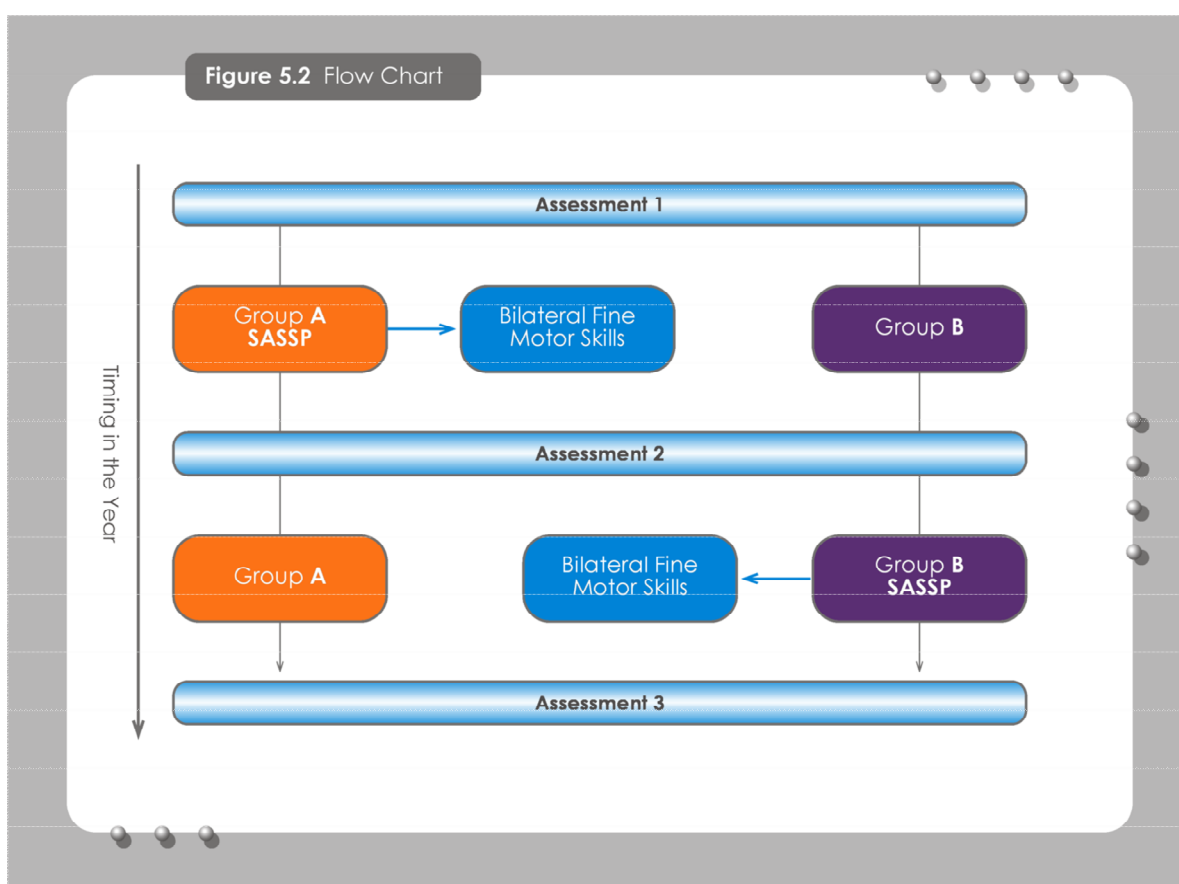 Figure 5.2 Flow Chart
Timing in the Year
Assessment 1
Group A
SASSP
Bilateral Fine
Motor Skills
Group B
Assessment 2
Group A
Bilateral Fine
Motor Skills
Group B
SASSP
Assessment 3